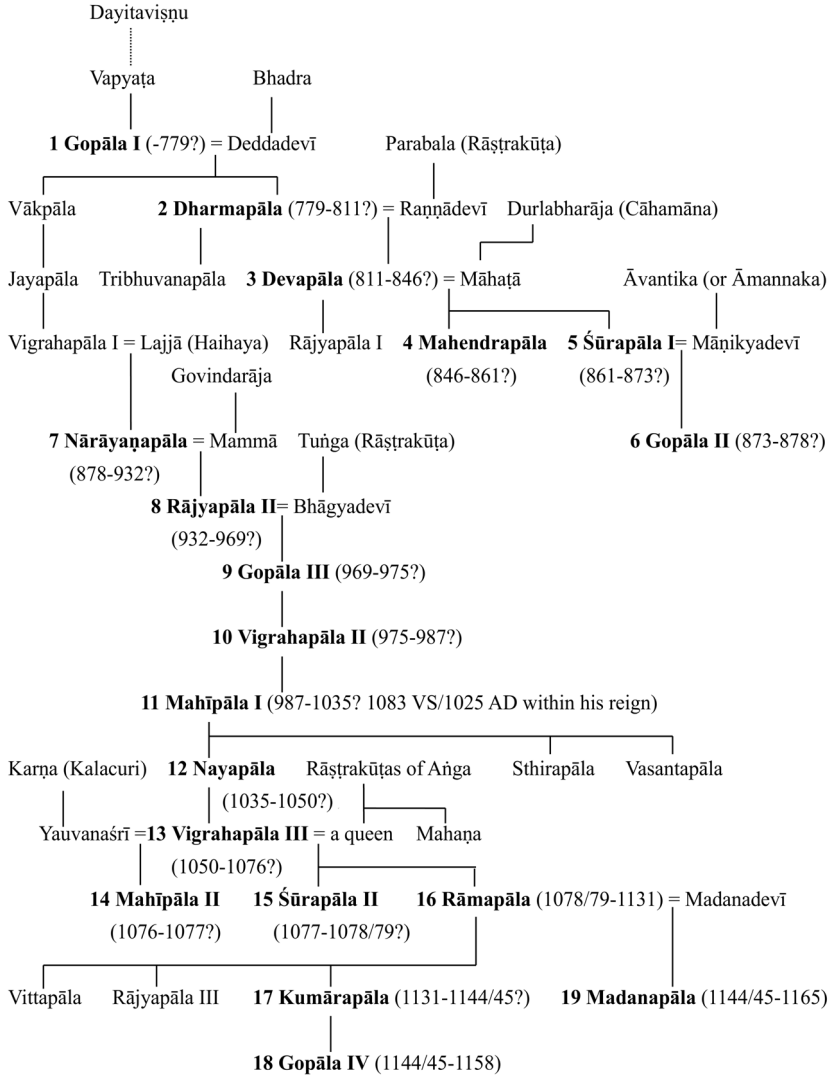 Dayitaviṣṇu
Vapyaṭa Bhadra
1 Gopāla I (-779?) = Deddadevī Parabala (Rāṣṭrakūṭa)
Vākpāla 2 Dharmapāla (779-811?) = Raṇṇādevī Durlabharāja (Cāhamāna)
Jayapāla Tribhuvanapāla 3 Devapāla (811-846?) = Māhaṭā Āvantika (or Āmannaka)
Vigrahapāla I = Lajjā (Haihaya) Rājyapāla I 4 Mahendrapāla 5 Śūrapāla I= Māṇikyadevī
Govindarāja (846-861?) (861-873?)
7 Nārāyaṇapāla = Mammā Tuṅga (Rāṣṭrakūṭa) 6 Gopāla II (873-878?)
(878-932?)
8 Rājyapāla II= Bhāgyadevī
(932-969?)
9 Gopāla III (969-975?)
10 Vigrahapāla II (975-987?)
11 Mahīpāla I (987-1035? 1083 VS/1025 AD within his reign)
Karṇa (Kalacuri) 12 Nayapāla Rāṣṭrakūṭas of Aṅga Sthirapāla Vasantapāla
(1035-1050?)
Yauvanaśrī =13 Vigrahapāla III = a queen Mahaṇa
(1050-1076?)
14 Mahīpāla II 15 Śūrapāla II 16 Rāmapāla (1078/79-1131) = Madanadevī
(1076-1077?) (1077-1078/79?)
Vittapāla Rājyapāla III 17 Kumārapāla (1131-1144/45?) 19 Madanapāla (1144/45-1165)
18 Gopāla IV (1144/45-1158)